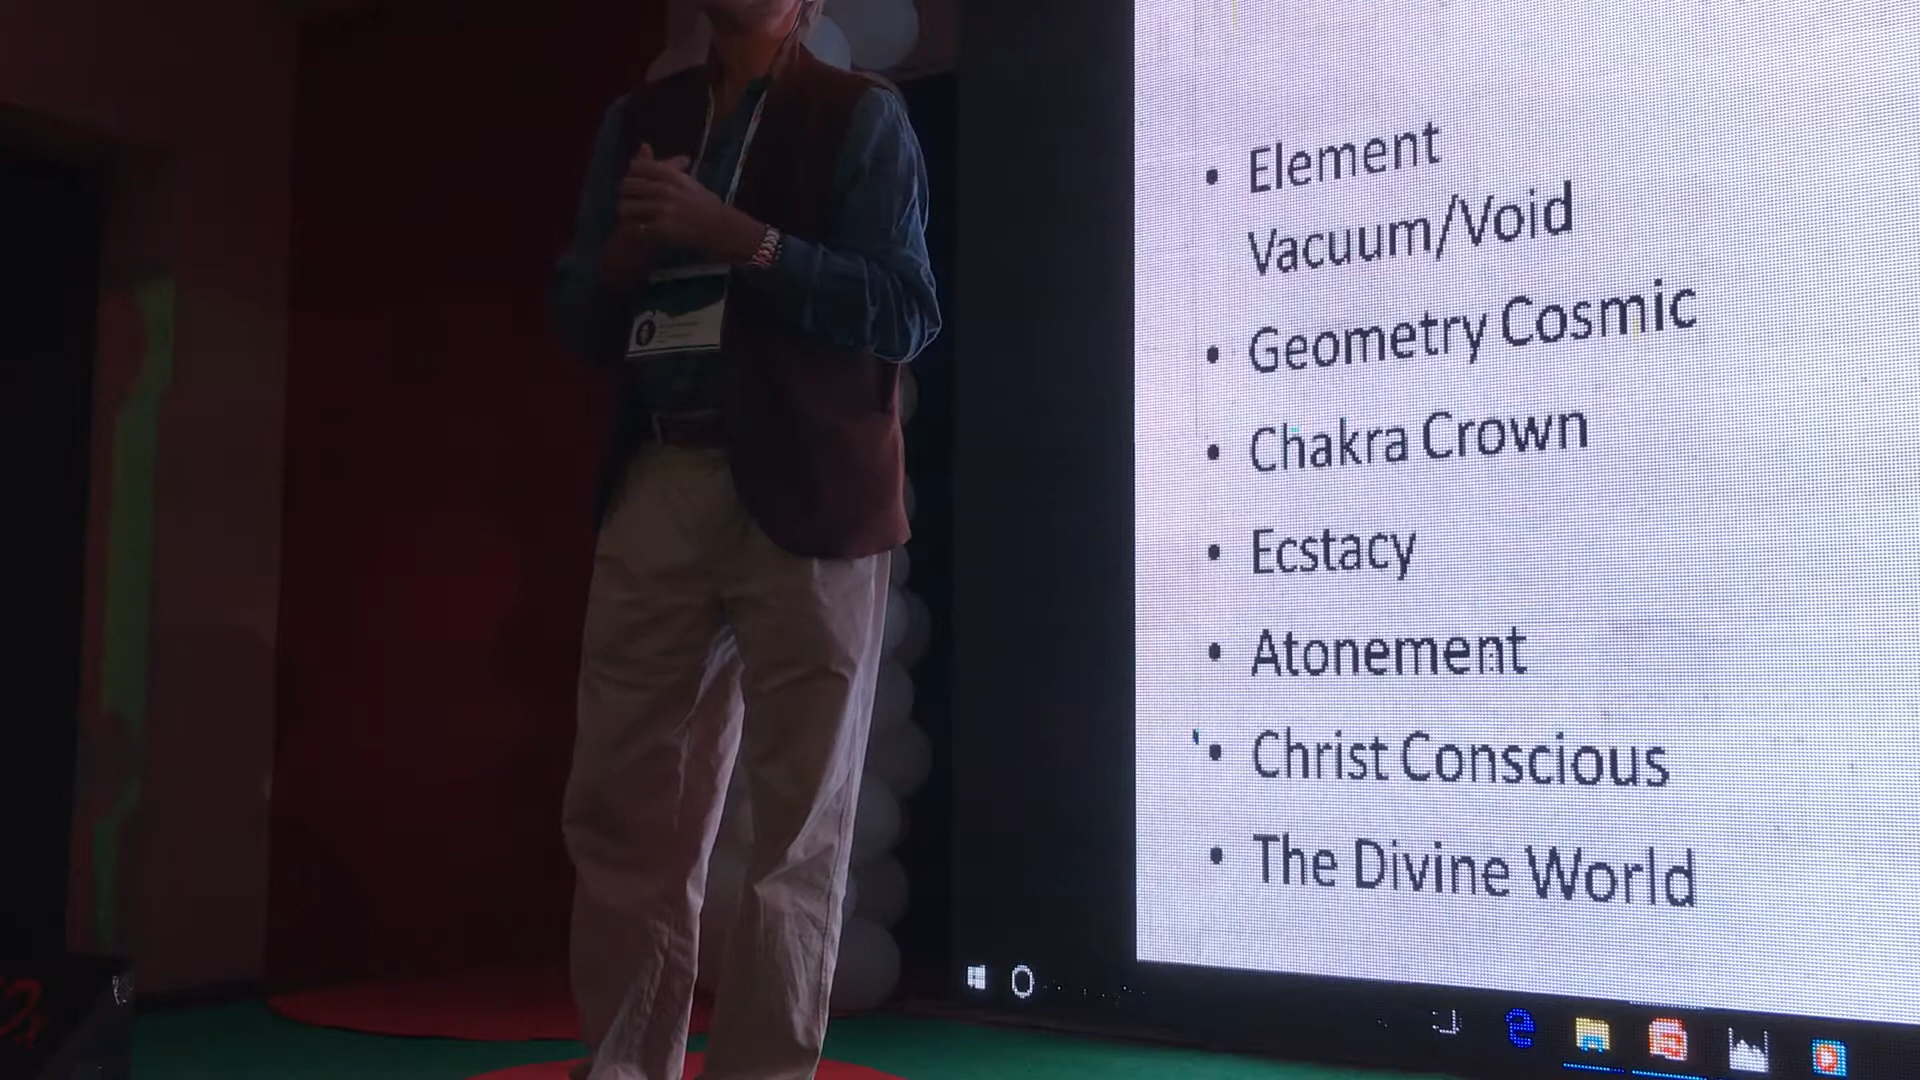 • Element
Vacuum/Void
• Geometry Cosmic
• Chakra Crown
• Ecstacy
• Atonement
• Christ Conscious
• The Divine World